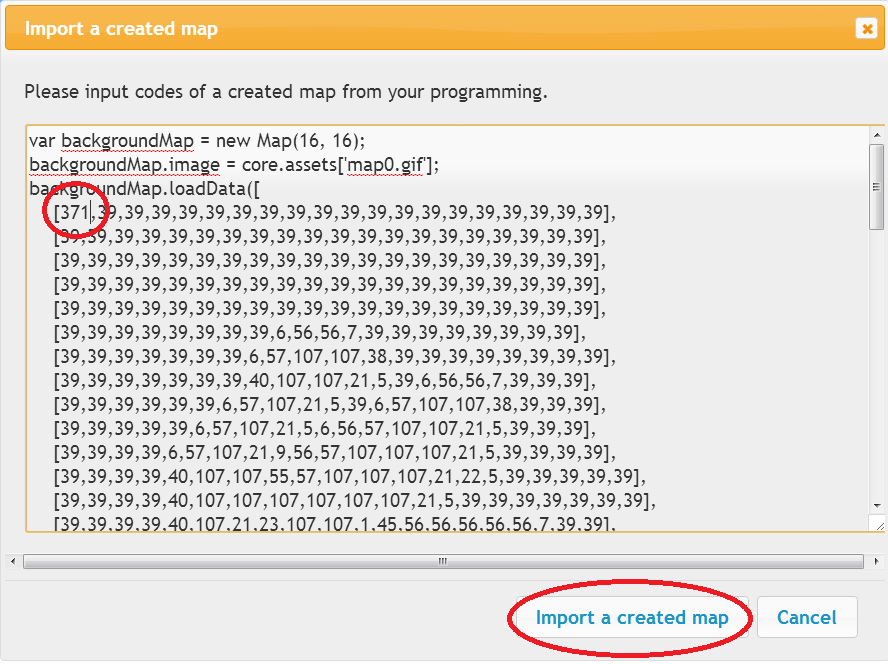 Import a created map
Please input codes of a created map from your programming.
var backgroundMap = new Map(16, 16);
backgroundMap.image = core.assets['map0.gif'];
backgroundMap.loadData([
[371,39,39,39,39,39,39,39,39,39,39,39,39,39,39,39,39,39,39,39],
[39,39,39,39,39,39,39,39,39,39,39,39,39,39,39,39,39,39,39,39],
[39,39,39,39,39,39,39,39,39,39,39,39,39,39,39,39,39,39,39,39],
[39,39,39,39,39,39,39,39,39,39,39,39,39,39,39,39,39,39,39,39],
[39,39,39,39,39,39,39,39,39,39,39,39,39,39,39,39,39,39,39,39],
[39,39,39,39,39,39,39,39,6,56,56,7,39,39,39,39,39,39,39,39],
[39,39,39,39,39,39,39,6,57,107,107,38,39,39,39,39,39,39,39,39],
[39,39,39,39,39,39,39,40,107,107,21,5,39,6,56,56,7,39,39,39],
[39,39,39,39,39,39,6,57,107,21,5,39,6,57,107,107,38,39,39,39],
[39,39,39,39,39,6,57,107,21,5,6,56,57,107,107,21,5,39,39,39],
[39,39,39,39,6,57,107,21,9,56,57,107,107,107,21,5,39,39,39,39],
[39,39,39,39,40,107,107,55,57,107,107,107,21,22,5,39,39,39,39,39],
[39,39,39,39,40,107,107,107,107,107,107,21,5,39,39,39,39,39,39,39],
[39,39,39,39,40,107,21,23,107,107,1,45,56,56,56,56,56,7,39,39],
Import a created map
Cancel